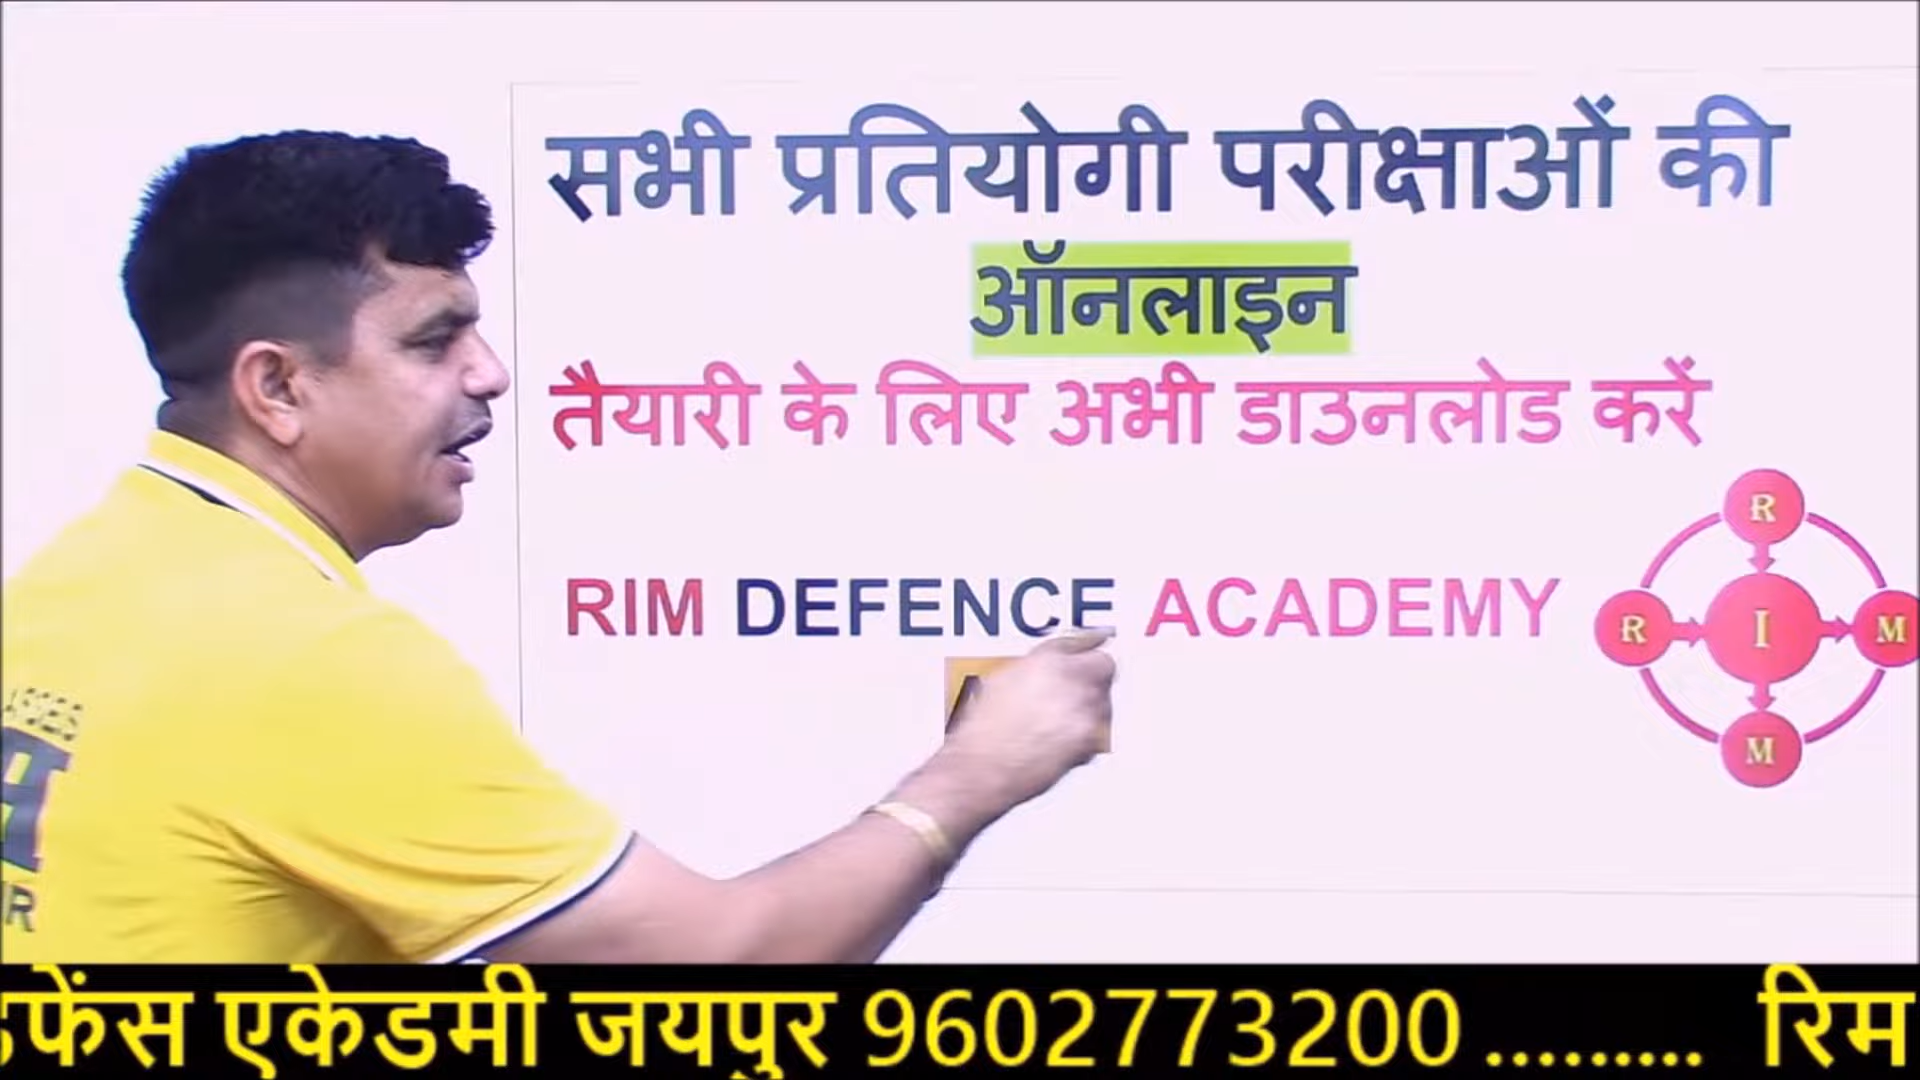 सभी प्रतियोगी परीक्षाओं की
ऑनलाइन
तैयारी के लिए अभी डाउनलोड करें
RIM DEFENCE ACADEMY
R
R I M
M
एकेडमी जयपुर 9602773200 ......... रिम